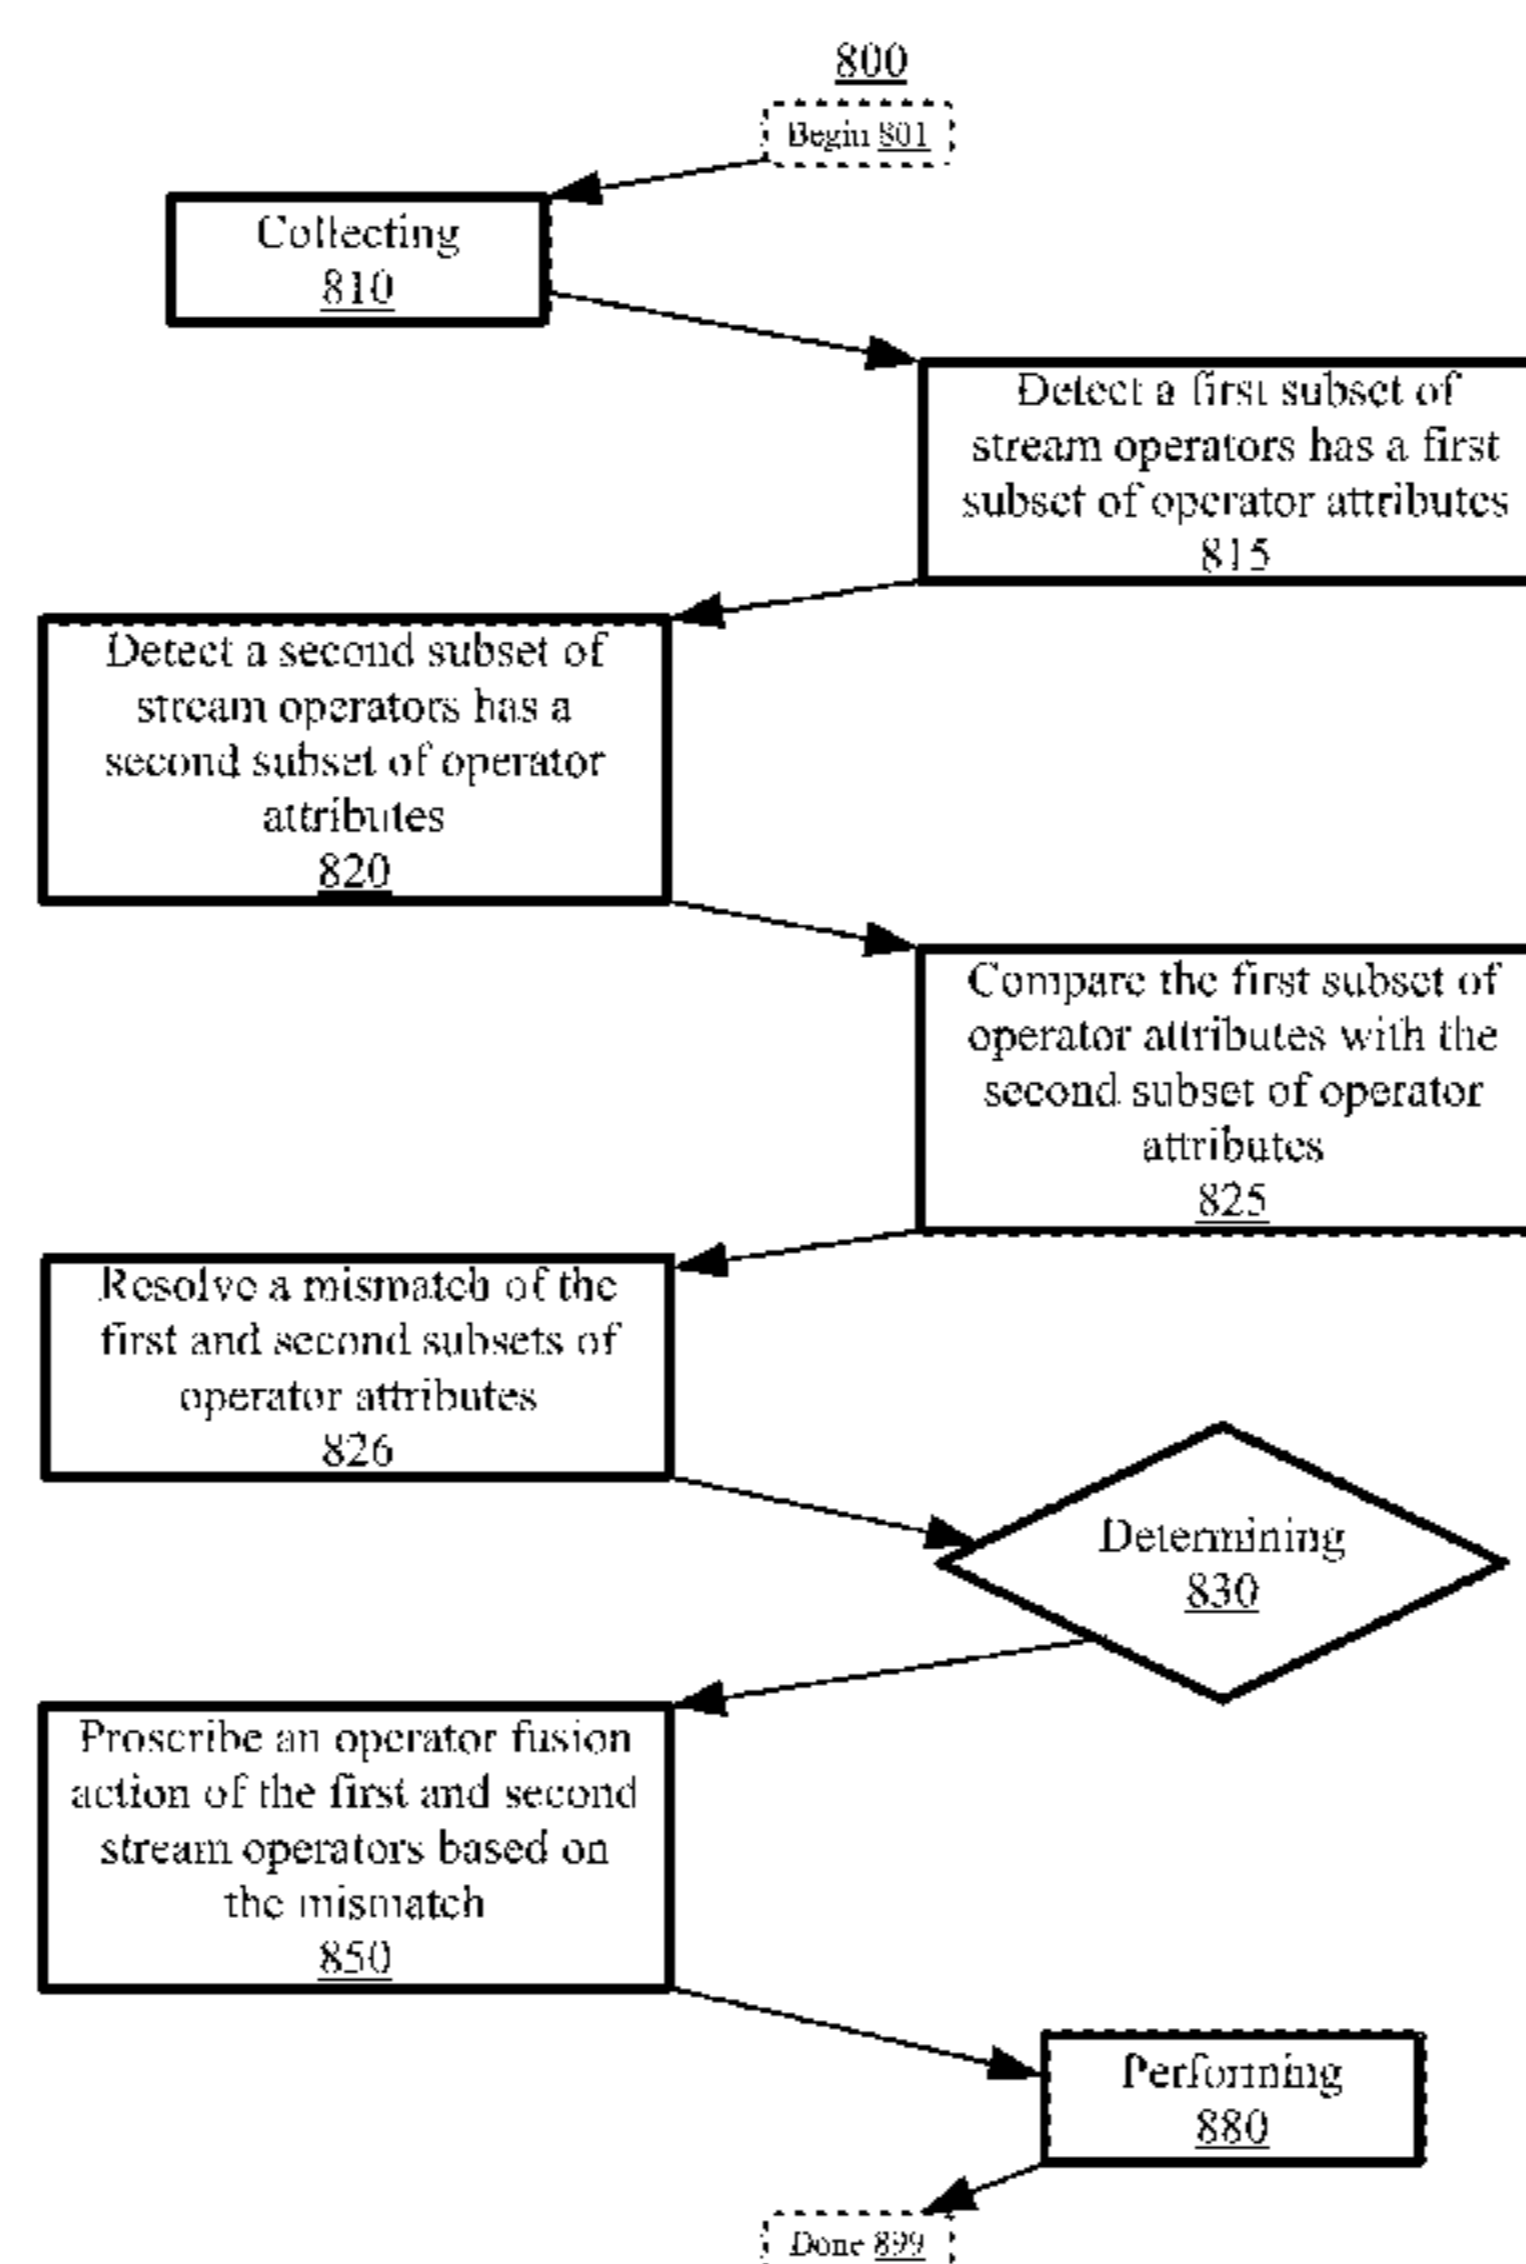 800
Begin 801
Collecting
810
Detect a first subset of
stream operators has a first
subset of operator attributes
815
Detect a second subset of
stream operators has a
second subset of operator
attributes
820
Compare the first subset of
operator attributes with the
second subset of operator
attributes
825
Resolve a mismatch of the
first and second subsets of
operator attributes
826
Determining
830
Proscribe an operator fusion
action of the first and second
stream operators based on
the mismatch
850
Performing
880
Done 899